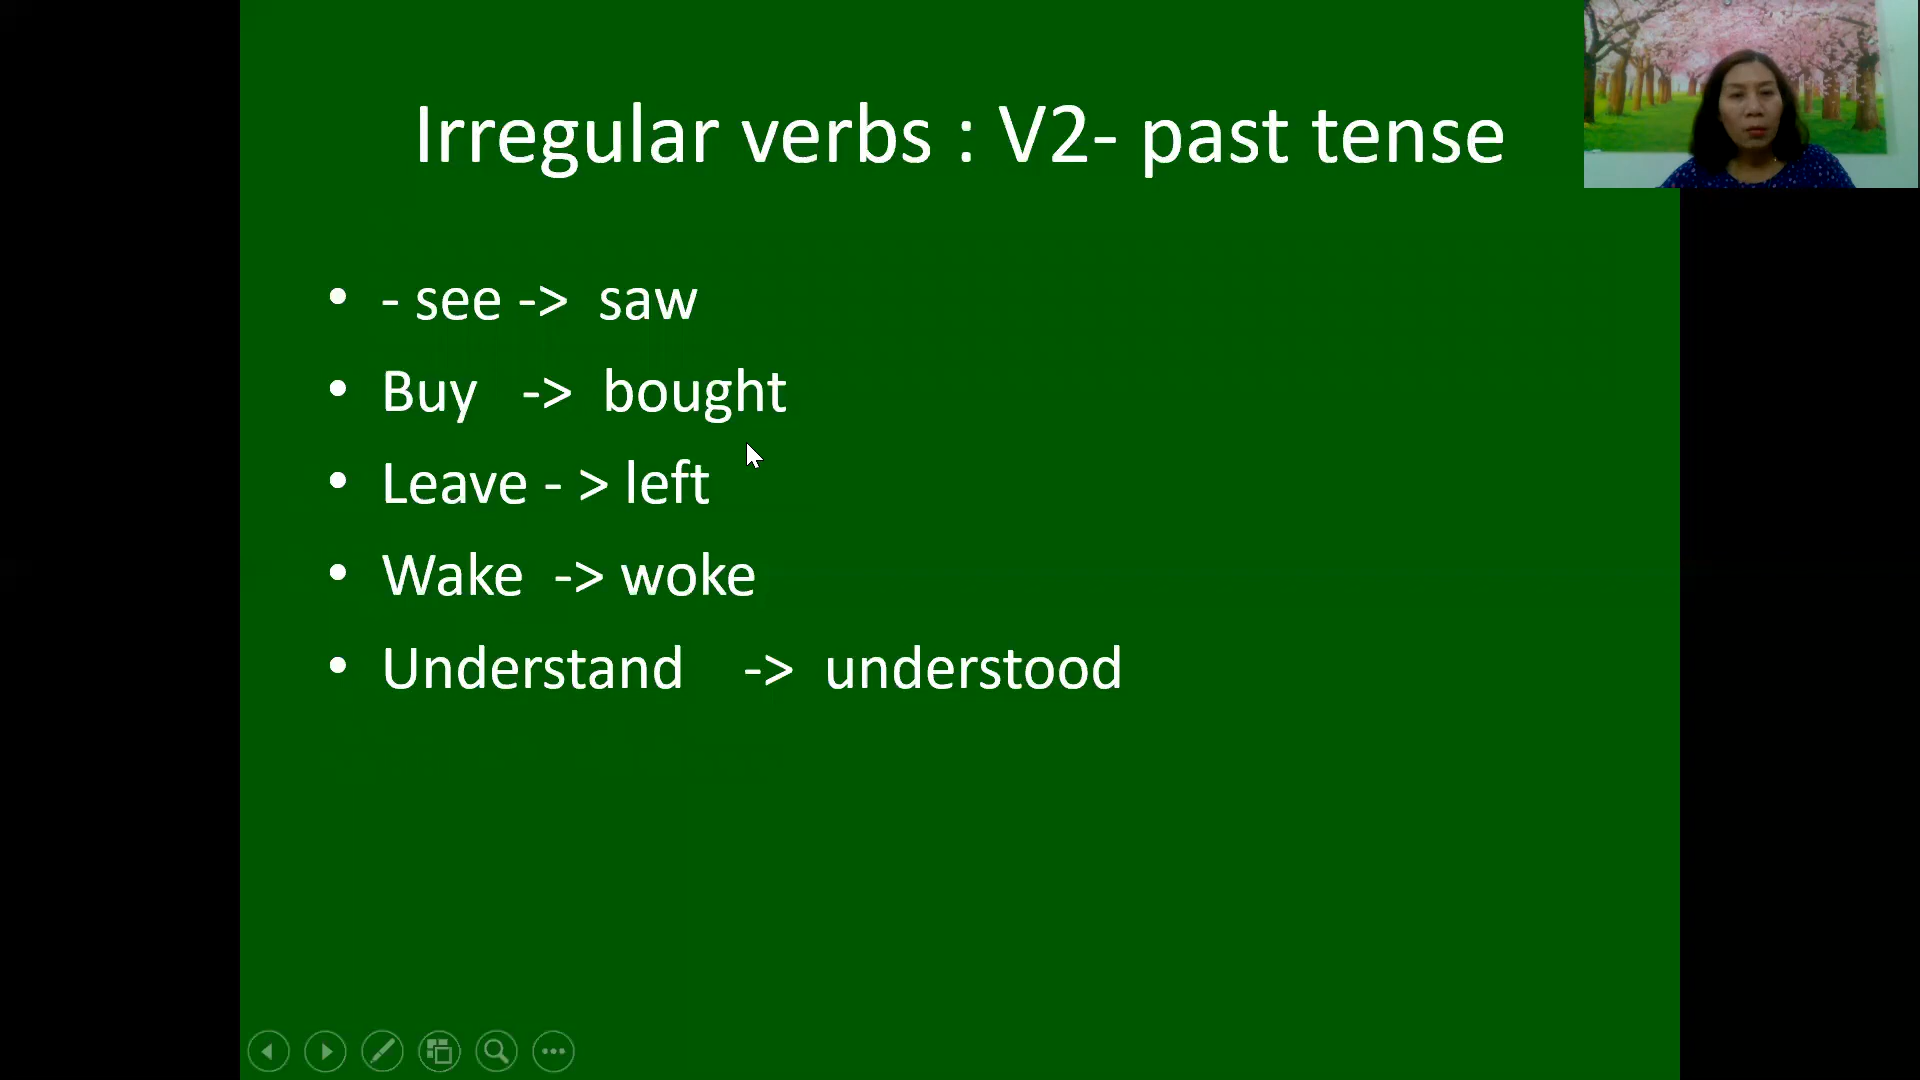 Irregular verbs : V2- past tense
• - see -> saw
• Buy -> bought
• Leave - > left
• Wake -> woke
• Understand -> understood